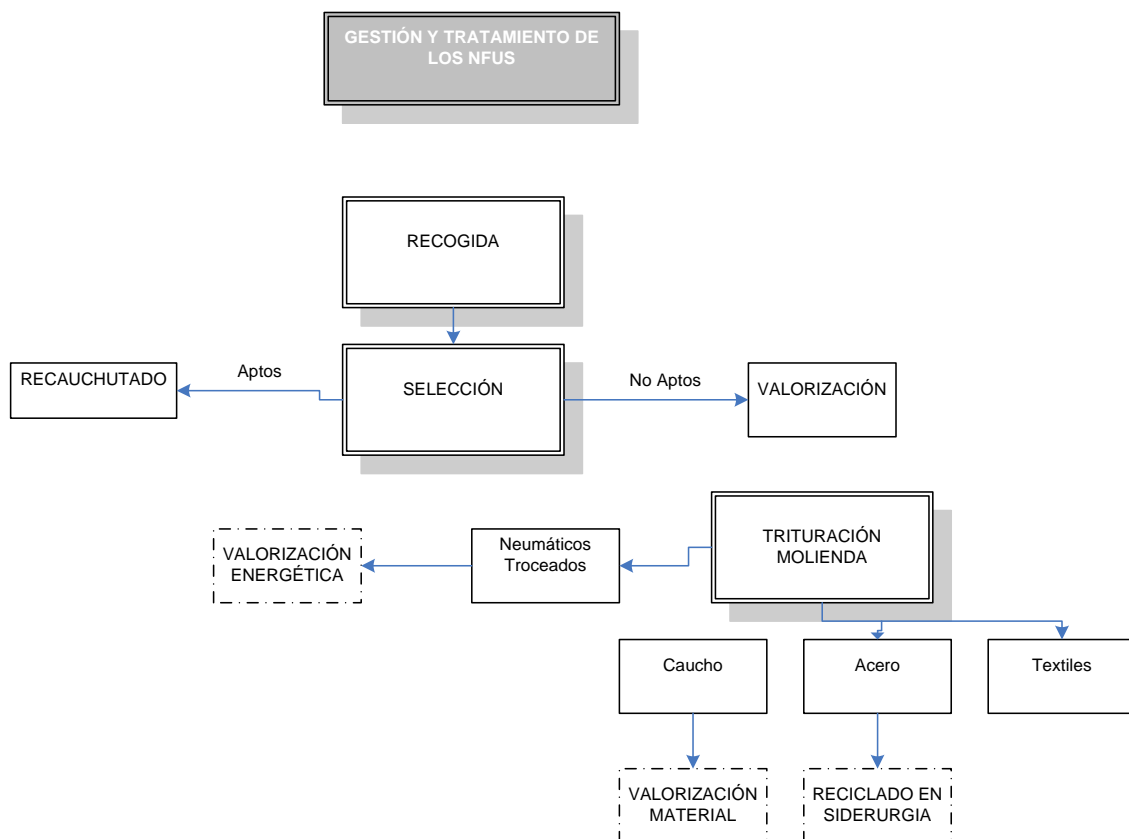 GESTIÓN Y TRATAMIENTO DE
LOS NFUS
RECOGIDA
RECAUCHUTADO
Aptos
SELECCIÓN
No Aptos
VALORIZACIÓN
VALORIZACIÓN
ENERGÉTICA
Neumáticos
Troceados
TRITURACIÓN
MOLIENDA
Caucho
Acero
Textiles
VALORIZACIÓN
MATERIAL
RECICLADO EN
SIDERURGIA